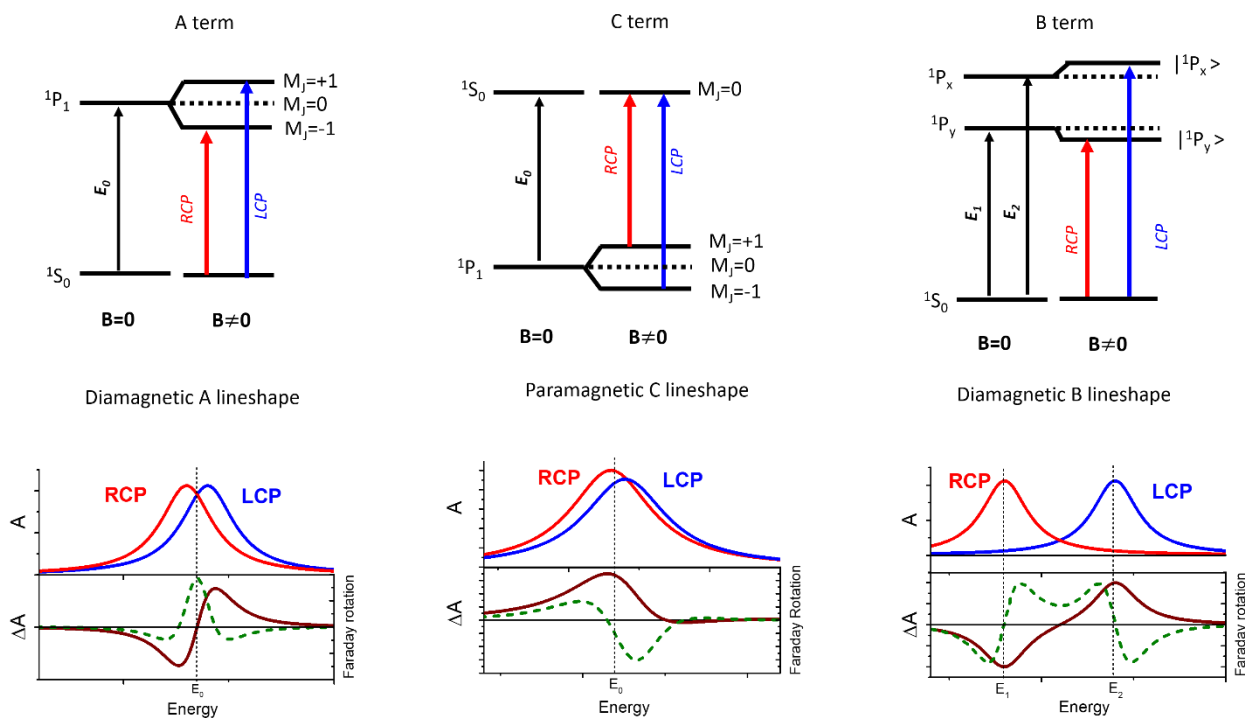 A term
M_J=+1
¹P₁
M_J=0
M_J=-1
E₀
RCP
LCP
¹S₀
B=0
B≠0
C term
¹S₀
M_J=0
E₀
RCP
LCP
M_J=+1
¹P₁
M_J=0
M_J=-1
B=0
B≠0
B term
¹Pₓ
|¹Pₓ>
¹P_y
|¹P_y>
E₁
E₂
RCP
LCP
¹S₀
B=0
B≠0
Diamagnetic A lineshape
A
RCP
LCP
ΔA
Faraday rotation
E₀
Energy
Paramagnetic C lineshape
A
RCP
LCP
ΔA
Faraday Rotation
E₀
Energy
Diamagnetic B lineshape
A
RCP
LCP
ΔA
Faraday rotation
E₁
E₂
Energy